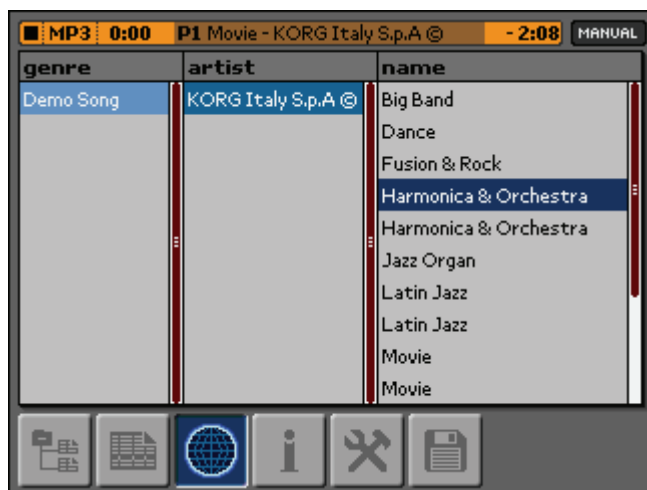 MP3 0:00 P1 Movie - KORG Italy S.p.A © - 2:08 MANUAL
genre artist name
Demo Song KORG Italy S.p.A © Big Band
Dance
Fusion & Rock
Harmonica & Orchestra
Harmonica & Orchestra
Jazz Organ
Latin Jazz
Latin Jazz
Movie
Movie